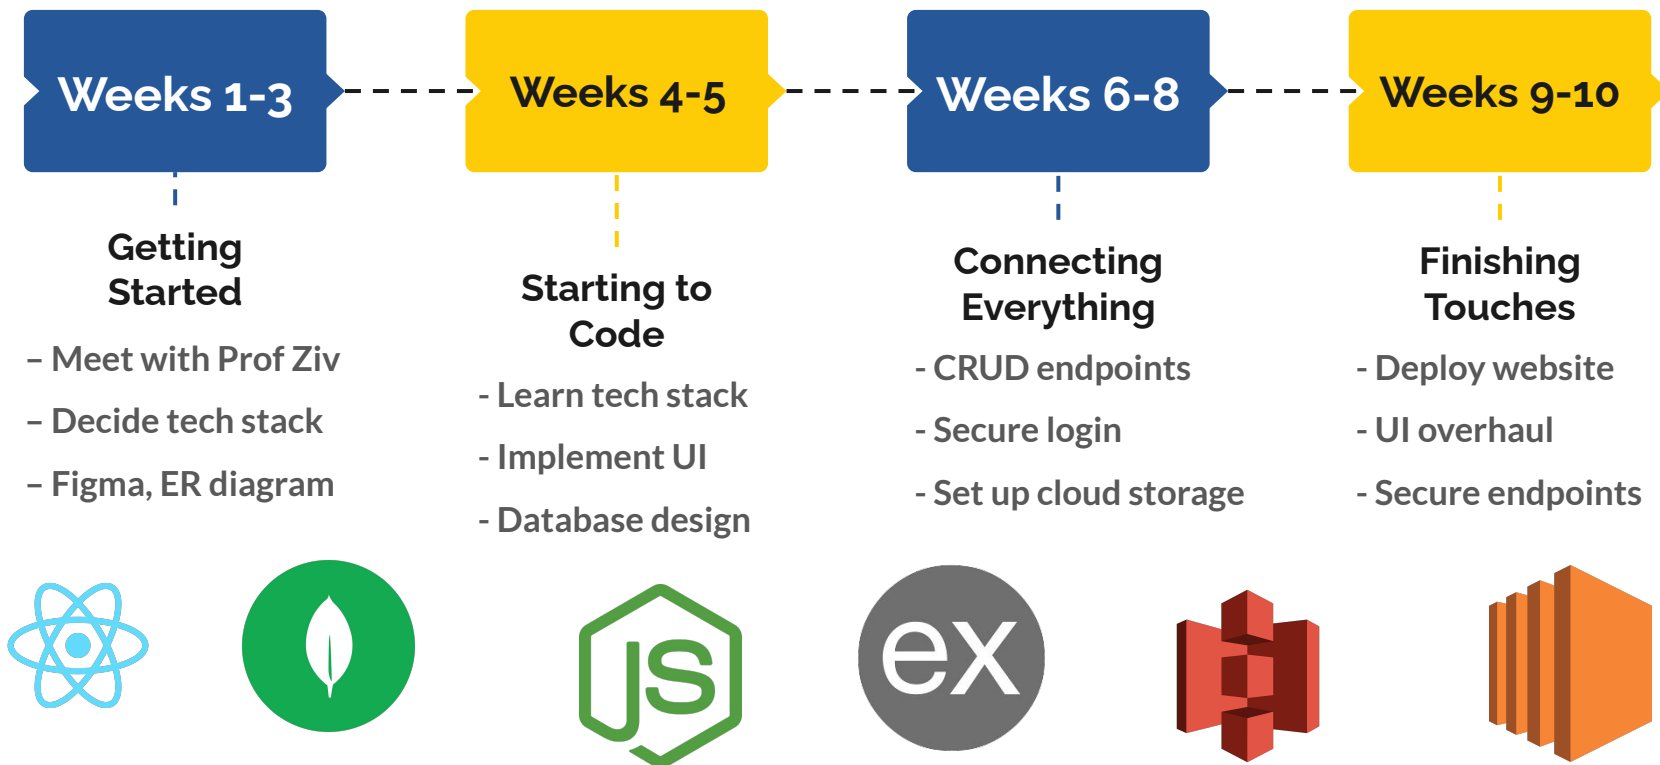 Weeks 1-3
Weeks 4-5
Weeks 6-8
Weeks 9-10
Getting
Started
– Meet with Prof Ziv
– Decide tech stack
– Figma, ER diagram
Starting to
Code
- Learn tech stack
- Implement UI
- Database design
Connecting
Everything
- CRUD endpoints
- Secure login
- Set up cloud storage
Finishing
Touches
- Deploy website
- UI overhaul
- Secure endpoints
JS
ex